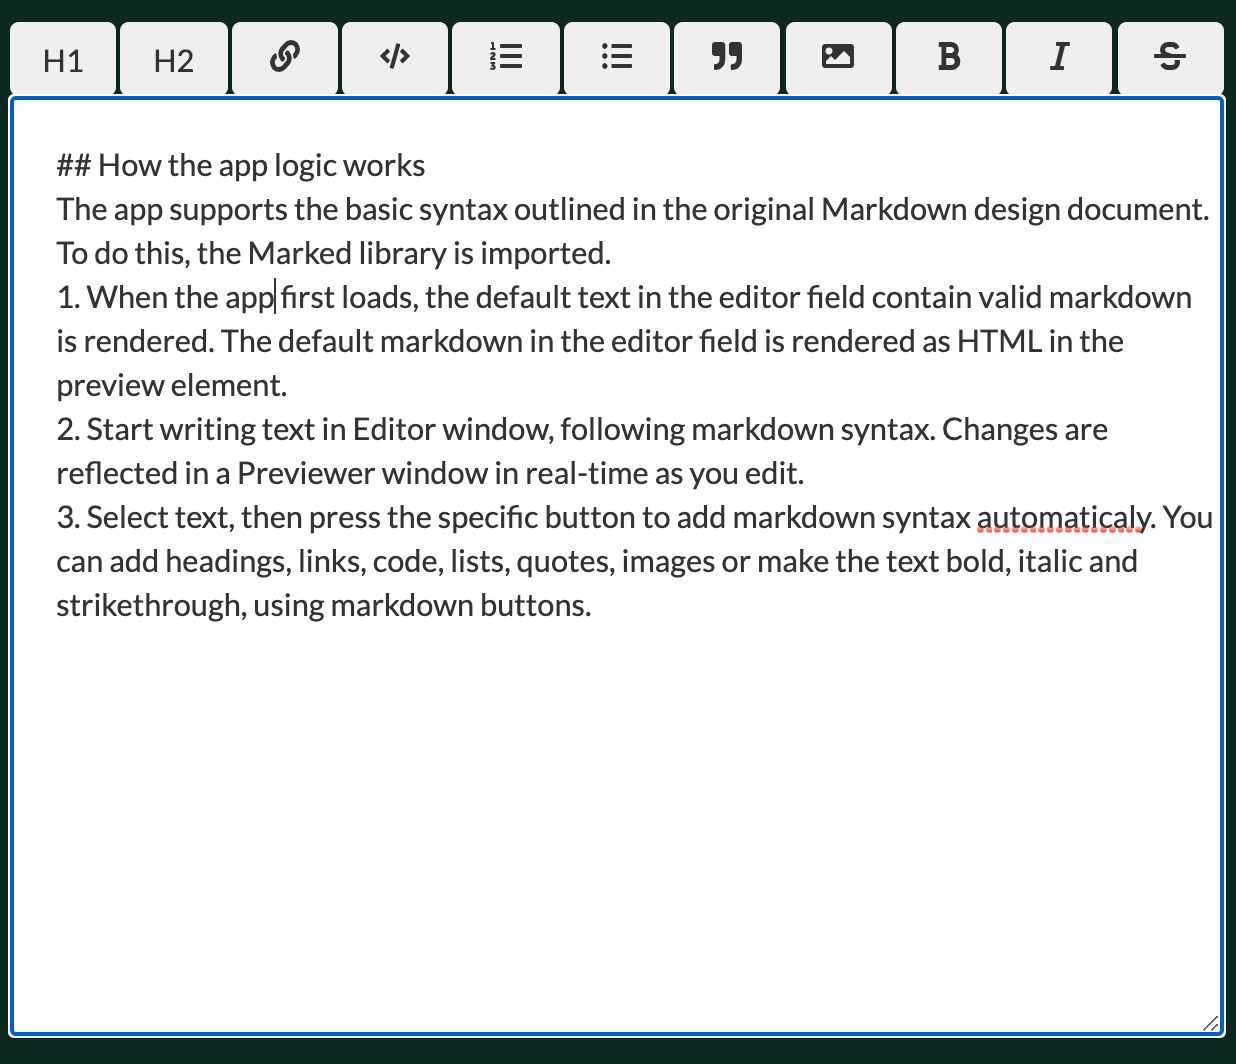 H1 H2 B I S
## How the app logic works
The app supports the basic syntax outlined in the original Markdown design document.
To do this, the Marked library is imported.
1. When the app first loads, the default text in the editor field contain valid markdown
is rendered. The default markdown in the editor field is rendered as HTML in the
preview element.
2. Start writing text in Editor window, following markdown syntax. Changes are
reflected in a Previewer window in real-time as you edit.
3. Select text, then press the specific button to add markdown syntax automaticaly. You
can add headings, links, code, lists, quotes, images or make the text bold, italic and
strikethrough, using markdown buttons.